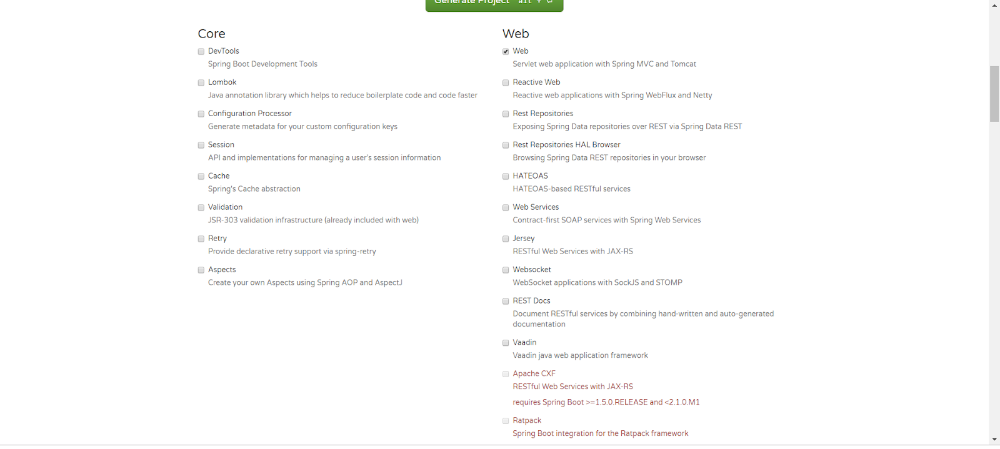 Generate Project alt +
Core
DevTools
Spring Boot Development Tools
Lombok
Java annotation library which helps to reduce boilerplate code and code faster
Configuration Processor
Generate metadata for your custom configuration keys
Session
API and implementations for managing a user's session information
Cache
Spring's Cache abstraction
Validation
JSR-303 validation infrastructure (already included with web)
Retry
Provide declarative retry support via spring-retry
Aspects
Create your own Aspects using Spring AOP and AspectJ
Web
Web
Servlet web application with Spring MVC and Tomcat
Reactive Web
Reactive web applications with Spring WebFlux and Netty
Rest Repositories
Exposing Spring Data repositories over REST via Spring Data REST
Rest Repositories HAL Browser
Browsing Spring Data REST repositories in your browser
HATEOAS
HATEOAS-based RESTful services
Web Services
Contract-first SOAP services with Spring Web Services
Jersey
RESTful Web Services with JAX-RS
Websocket
WebSocket applications with SockJS and STOMP
REST Docs
Document RESTful services by combining hand-written and auto-generated
documentation
Vaadin
Vaadin java web application framework
Apache CXF
RESTful Web Services with JAX-RS
requires Spring Boot >=1.5.0.RELEASE and <2.1.0.M1
Ratpack
Spring Boot integration for the Ratpack framework